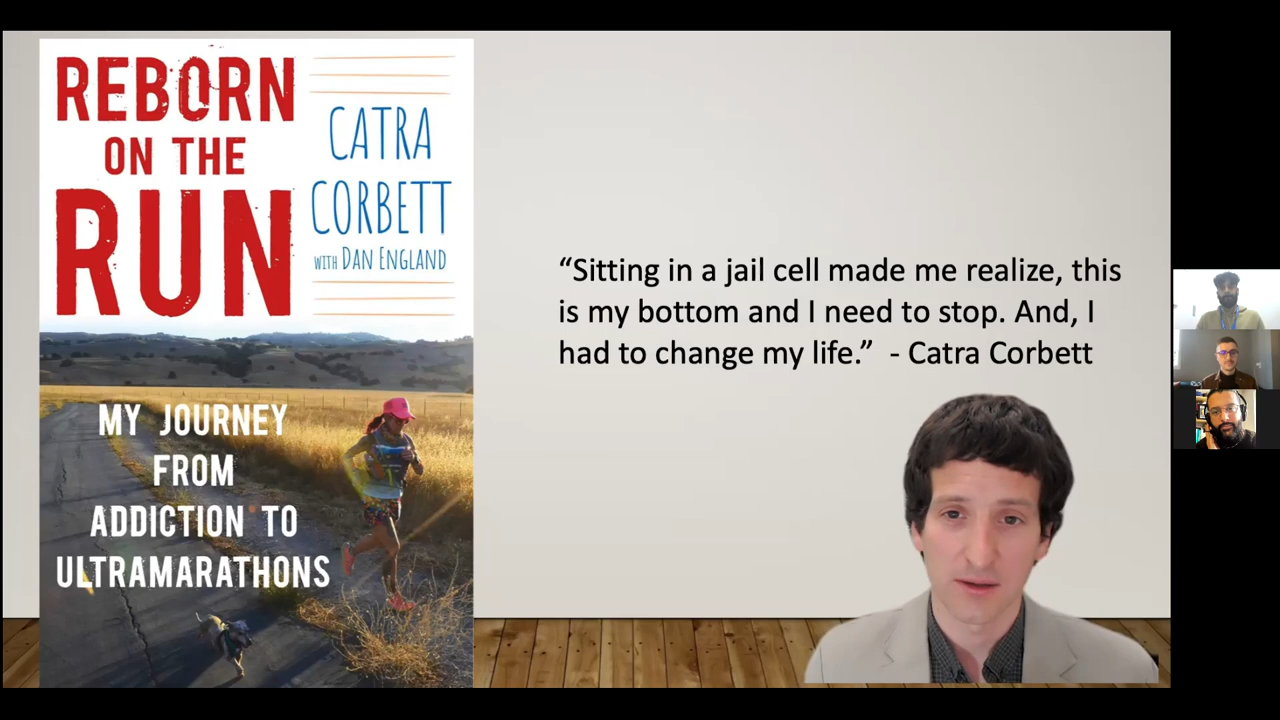 REBORN
ON THE
RUN
CATRA
CORBETT
WITH DAN ENGLAND
MY JOURNEY
FROM
ADDICTION TO
ULTRAMARATHONS
“Sitting in a jail cell made me realize, this
is my bottom and I need to stop. And, I
had to change my life.”  - Catra Corbett